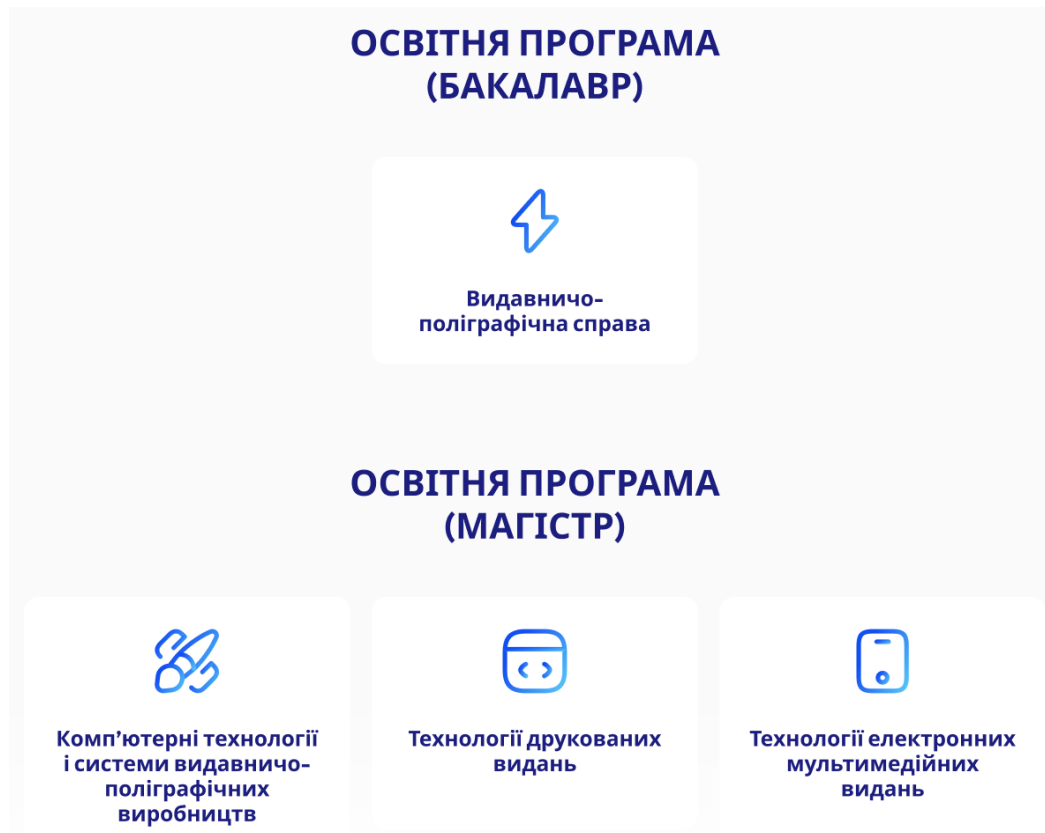 ОСВІТНЯ ПРОГРАМА
(БАКАЛАВР)
Видавничо-
поліграфічна справа
ОСВІТНЯ ПРОГРАМА
(МАГІСТР)
Комп’ютерні технології
і системи видавничо-
поліграфічних
виробництв
Технології друкованих
видань
Технології електронних
мультимедійних
видань